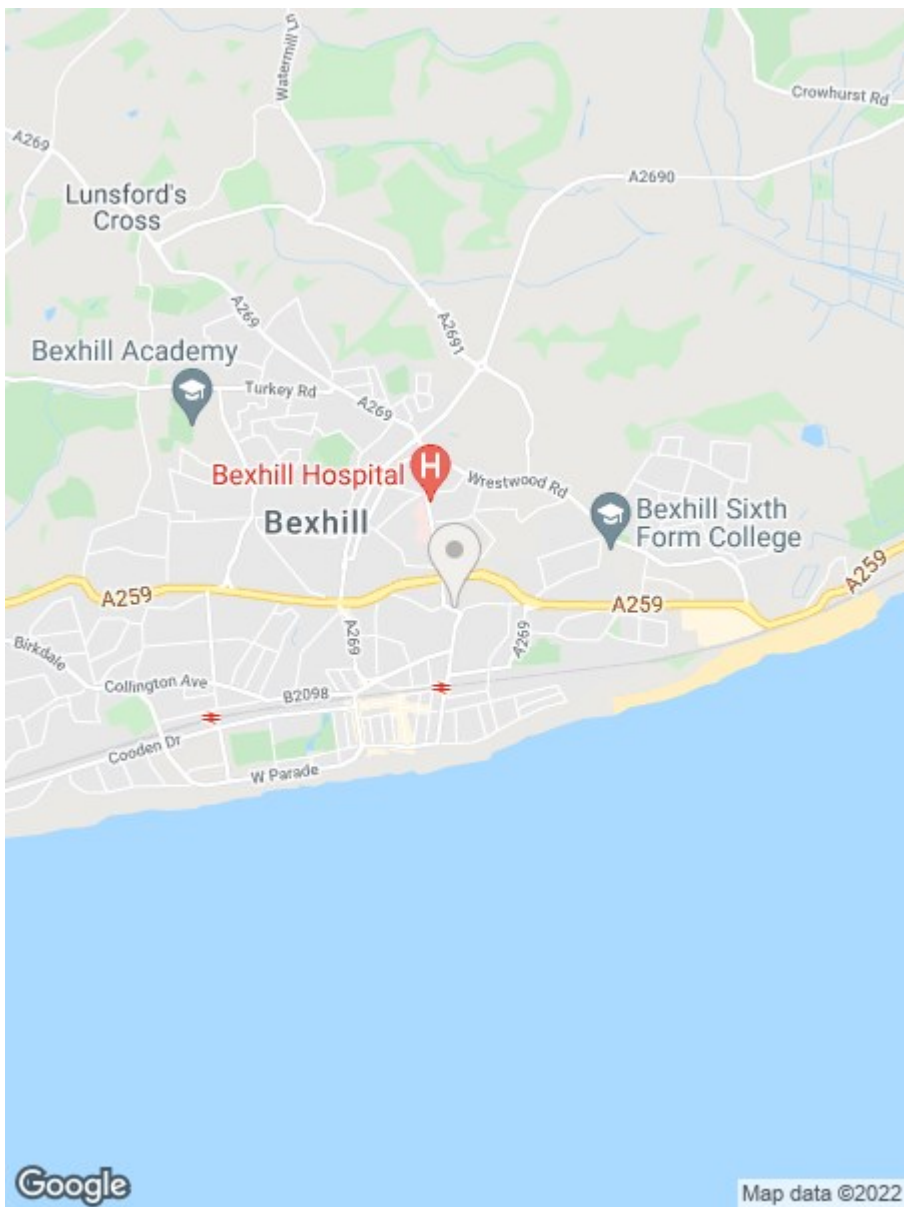 Watermill Ln
Crowhurst Rd
A269
A2690
Lunsford's
Cross
A269
A2691
Bexhill Academy
Turkey Rd
A269
Bexhill Hospital
H
Wrestwood Rd
Bexhill
Bexhill Sixth
Form College
A259
A259
A259
A269
A269
Birkdale
Collington Ave
B2098
Cooden Dr
W Parade
Google
Map data ©2022